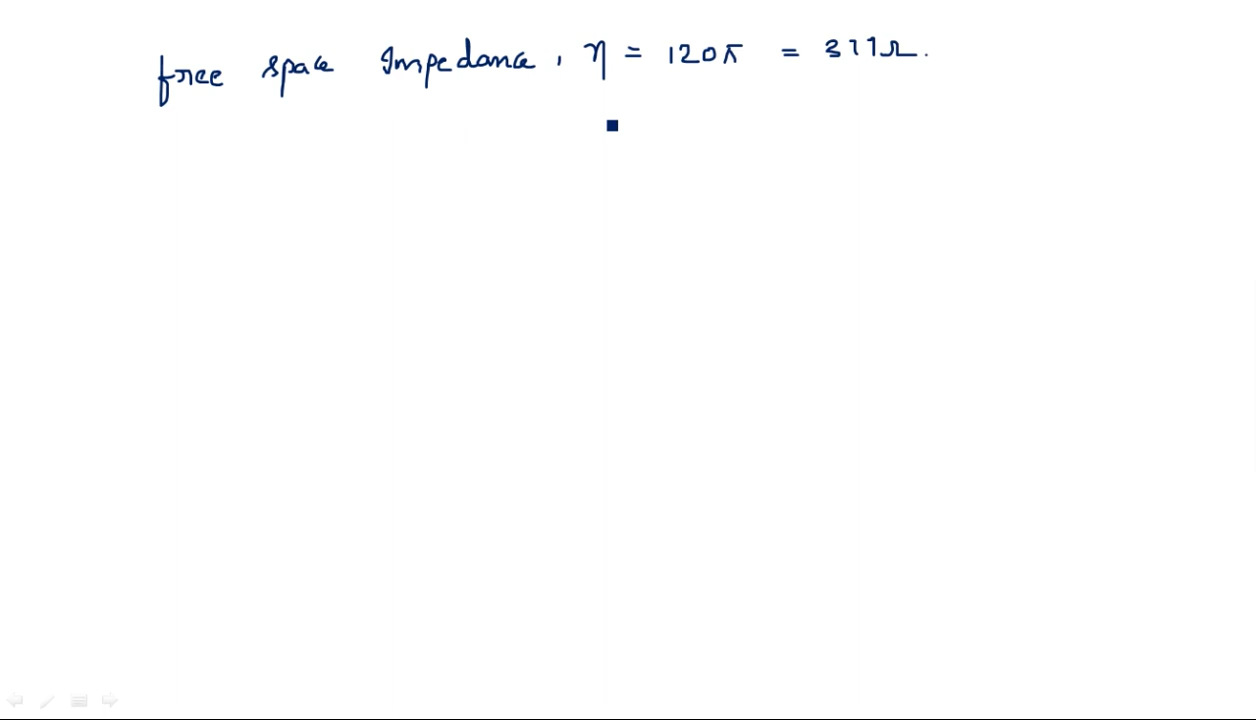 free space Impedance, η = 120π = 377Ω.